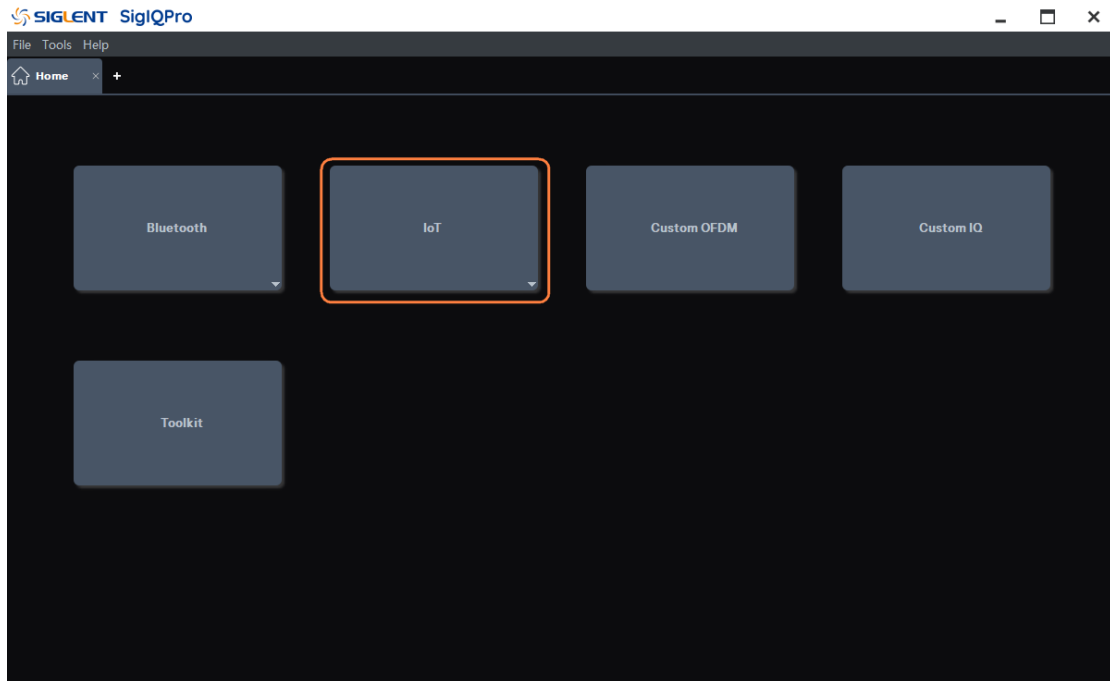 SIGLENT SigIQPro
File Tools Help
Home × +
Bluetooth
IoT
Custom OFDM
Custom IQ
Toolkit